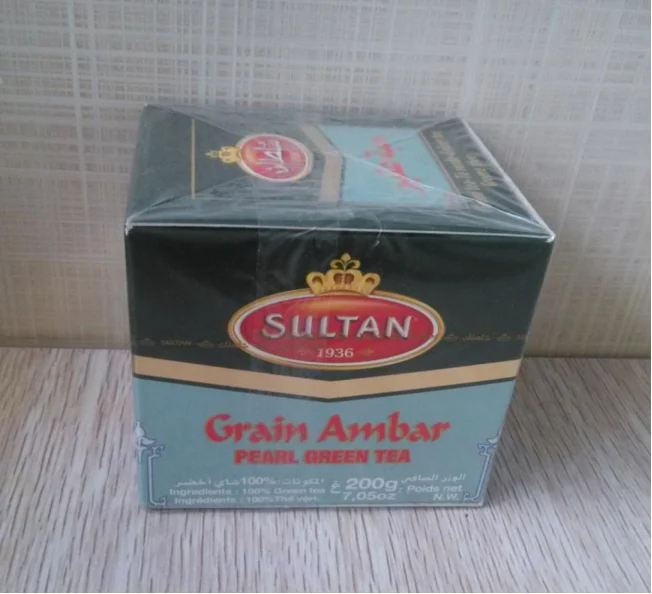 سلطان
SULTAN
1936
Grain Ambar
PEARL GREEN TEA
المكونات: 100% شاي أخضر
Ingredients : 100% Green tea
Ingrédients : 100%Thé vert.
الوزن الصافي
200g غ
7,05oz
Poids net
N.W.